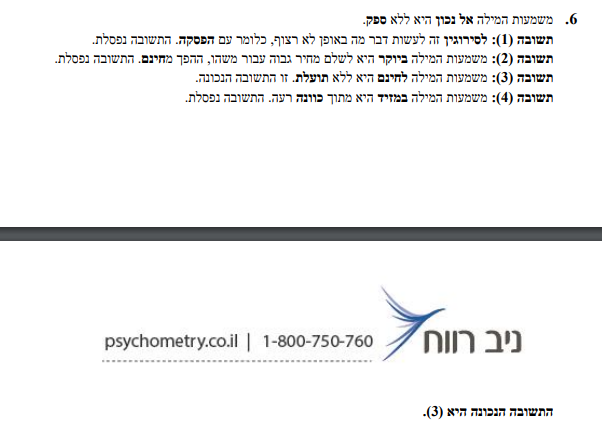 6. משמעות המילה אל נכון היא ללא ספק.
תשובה (1): לסירוגין זה לעשות דבר מה באופן לא רצוף, כלומר עם הפסקה. התשובה נפסלת.
תשובה (2): משמעות המילה ביוקר היא לשלם מחיר גבוה עבור משהו, ההפך מחינם. התשובה נפסלת.
תשובה (3): משמעות המילה לחינם היא ללא תועלת. זו התשובה הנכונה.
תשובה (4): משמעות המילה במזיד היא מתוך כוונה רעה. התשובה נפסלת.
ניב רווח
psychometry.co.il | 1-800-750-760
התשובה הנכונה היא (3).